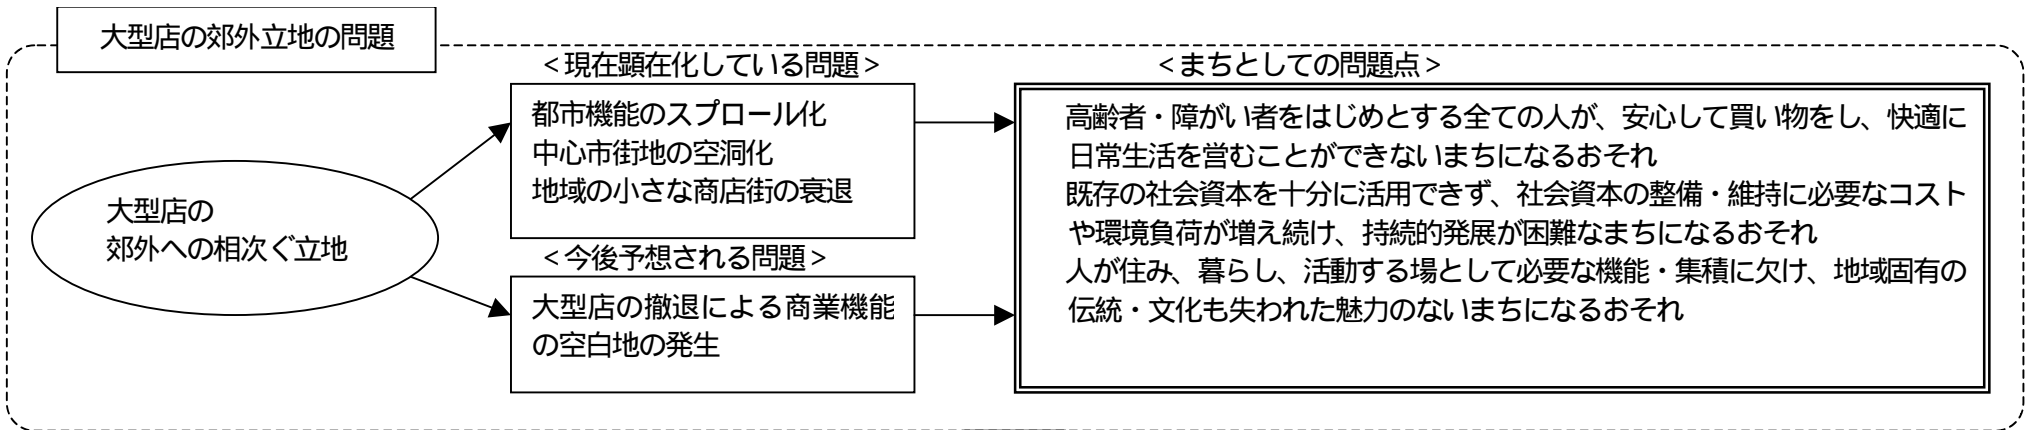 大型店の郊外立地の問題
大型店の
郊外への相次ぐ立地
<現在顕在化している問題>
都市機能のスプロール化
中心市街地の空洞化
地域の小さな商店街の衰退
<今後予想される問題>
大型店の撤退による商業機能
の空白地の発生
<まちとしての問題点>
高齢者・障がい者をはじめとする全ての人が、安心して買い物をし、快適に
日常生活を営むことができないまちになるおそれ
既存の社会資本を十分に活用できず、社会資本の整備・維持に必要なコスト
や環境負荷が増え続け、持続的発展が困難なまちになるおそれ
人が住み、暮らし、活動する場として必要な機能・集積に欠け、地域固有の
伝統・文化も失われた魅力のないまちになるおそれ